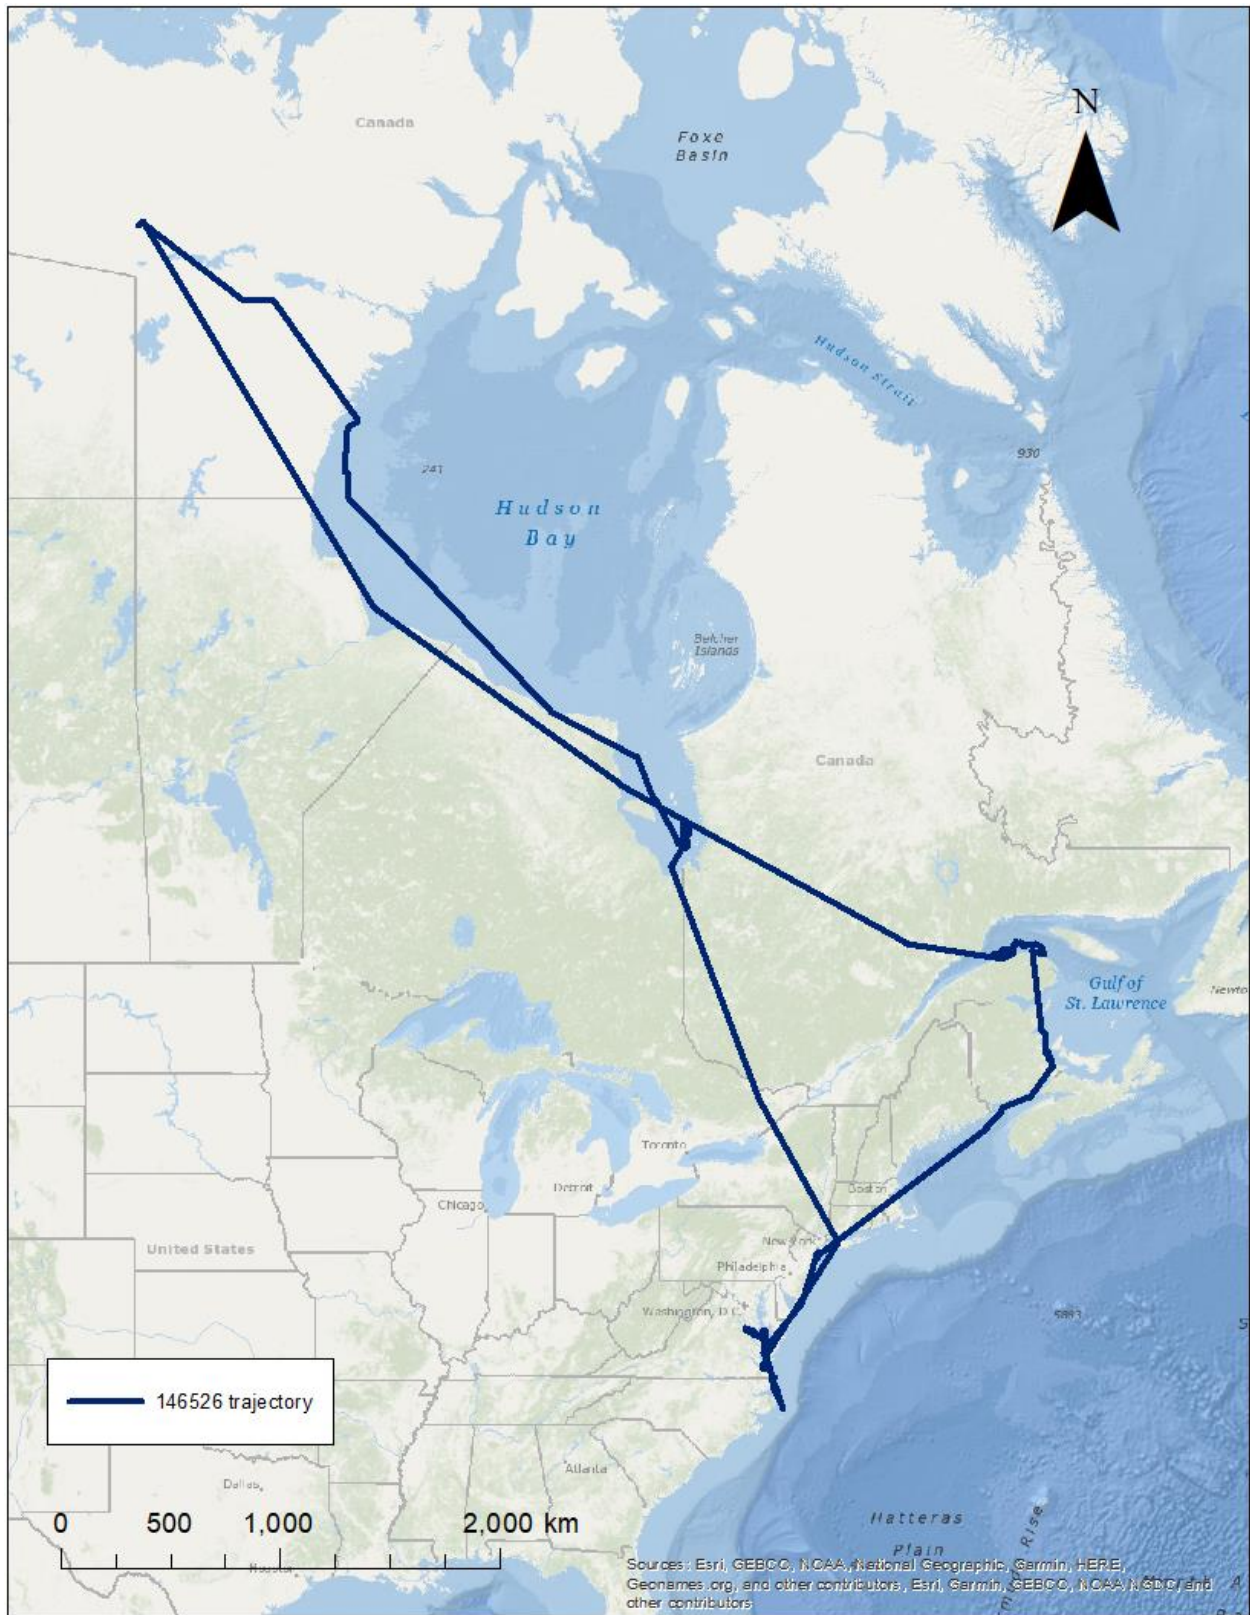 N
Canada
Foxe
Basin
Hudson Strait
930
241
Hudson
Bay
Belcher
Islands
Canada
Gulf of
St. Lawrence
Toronto
Boston
Detroit
Chicago
New York
United States
Philadelphia
Washington, D.C.
146526 trajectory
Atlanta
Dallas
0 500 1,000 2,000 km
Houston
Hatteras
Plain
Rise
Sources: Esri, GEBCO, NOAA, National Geographic, Garmin, HERE,
Geonames.org, and other contributors, Esri, Garmin, GEBCO, NOAA NGDC, and
other contributors